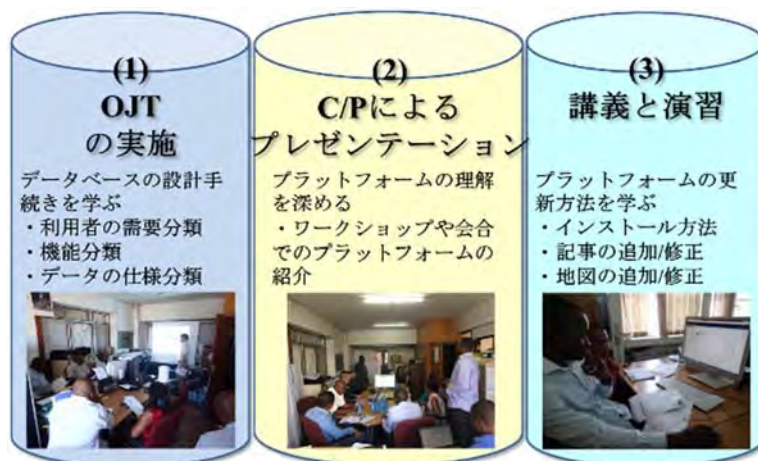 (1)
OJT
の実施
データベースの設計手
続きを学ぶ
・利用者の需要分類
・機能分類
・データの仕様分類
(2)
C/Pによる
プレゼンテーション
プラットフォームの理解
を深める
・ワークショップや会合
でのプラットフォームの
紹介
(3)
講義と演習
プラットフォームの更
新方法を学ぶ
・インストール方法
・記事の追加/修正
・地図の追加/修正